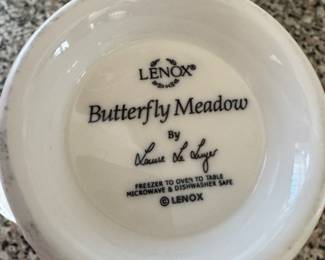 LENOX®
Butterfly Meadow
By
Louise Le Luyer
FREEZER TO OVEN TO TABLE
MICROWAVE & DISHWASHER SAFE
© LENOX